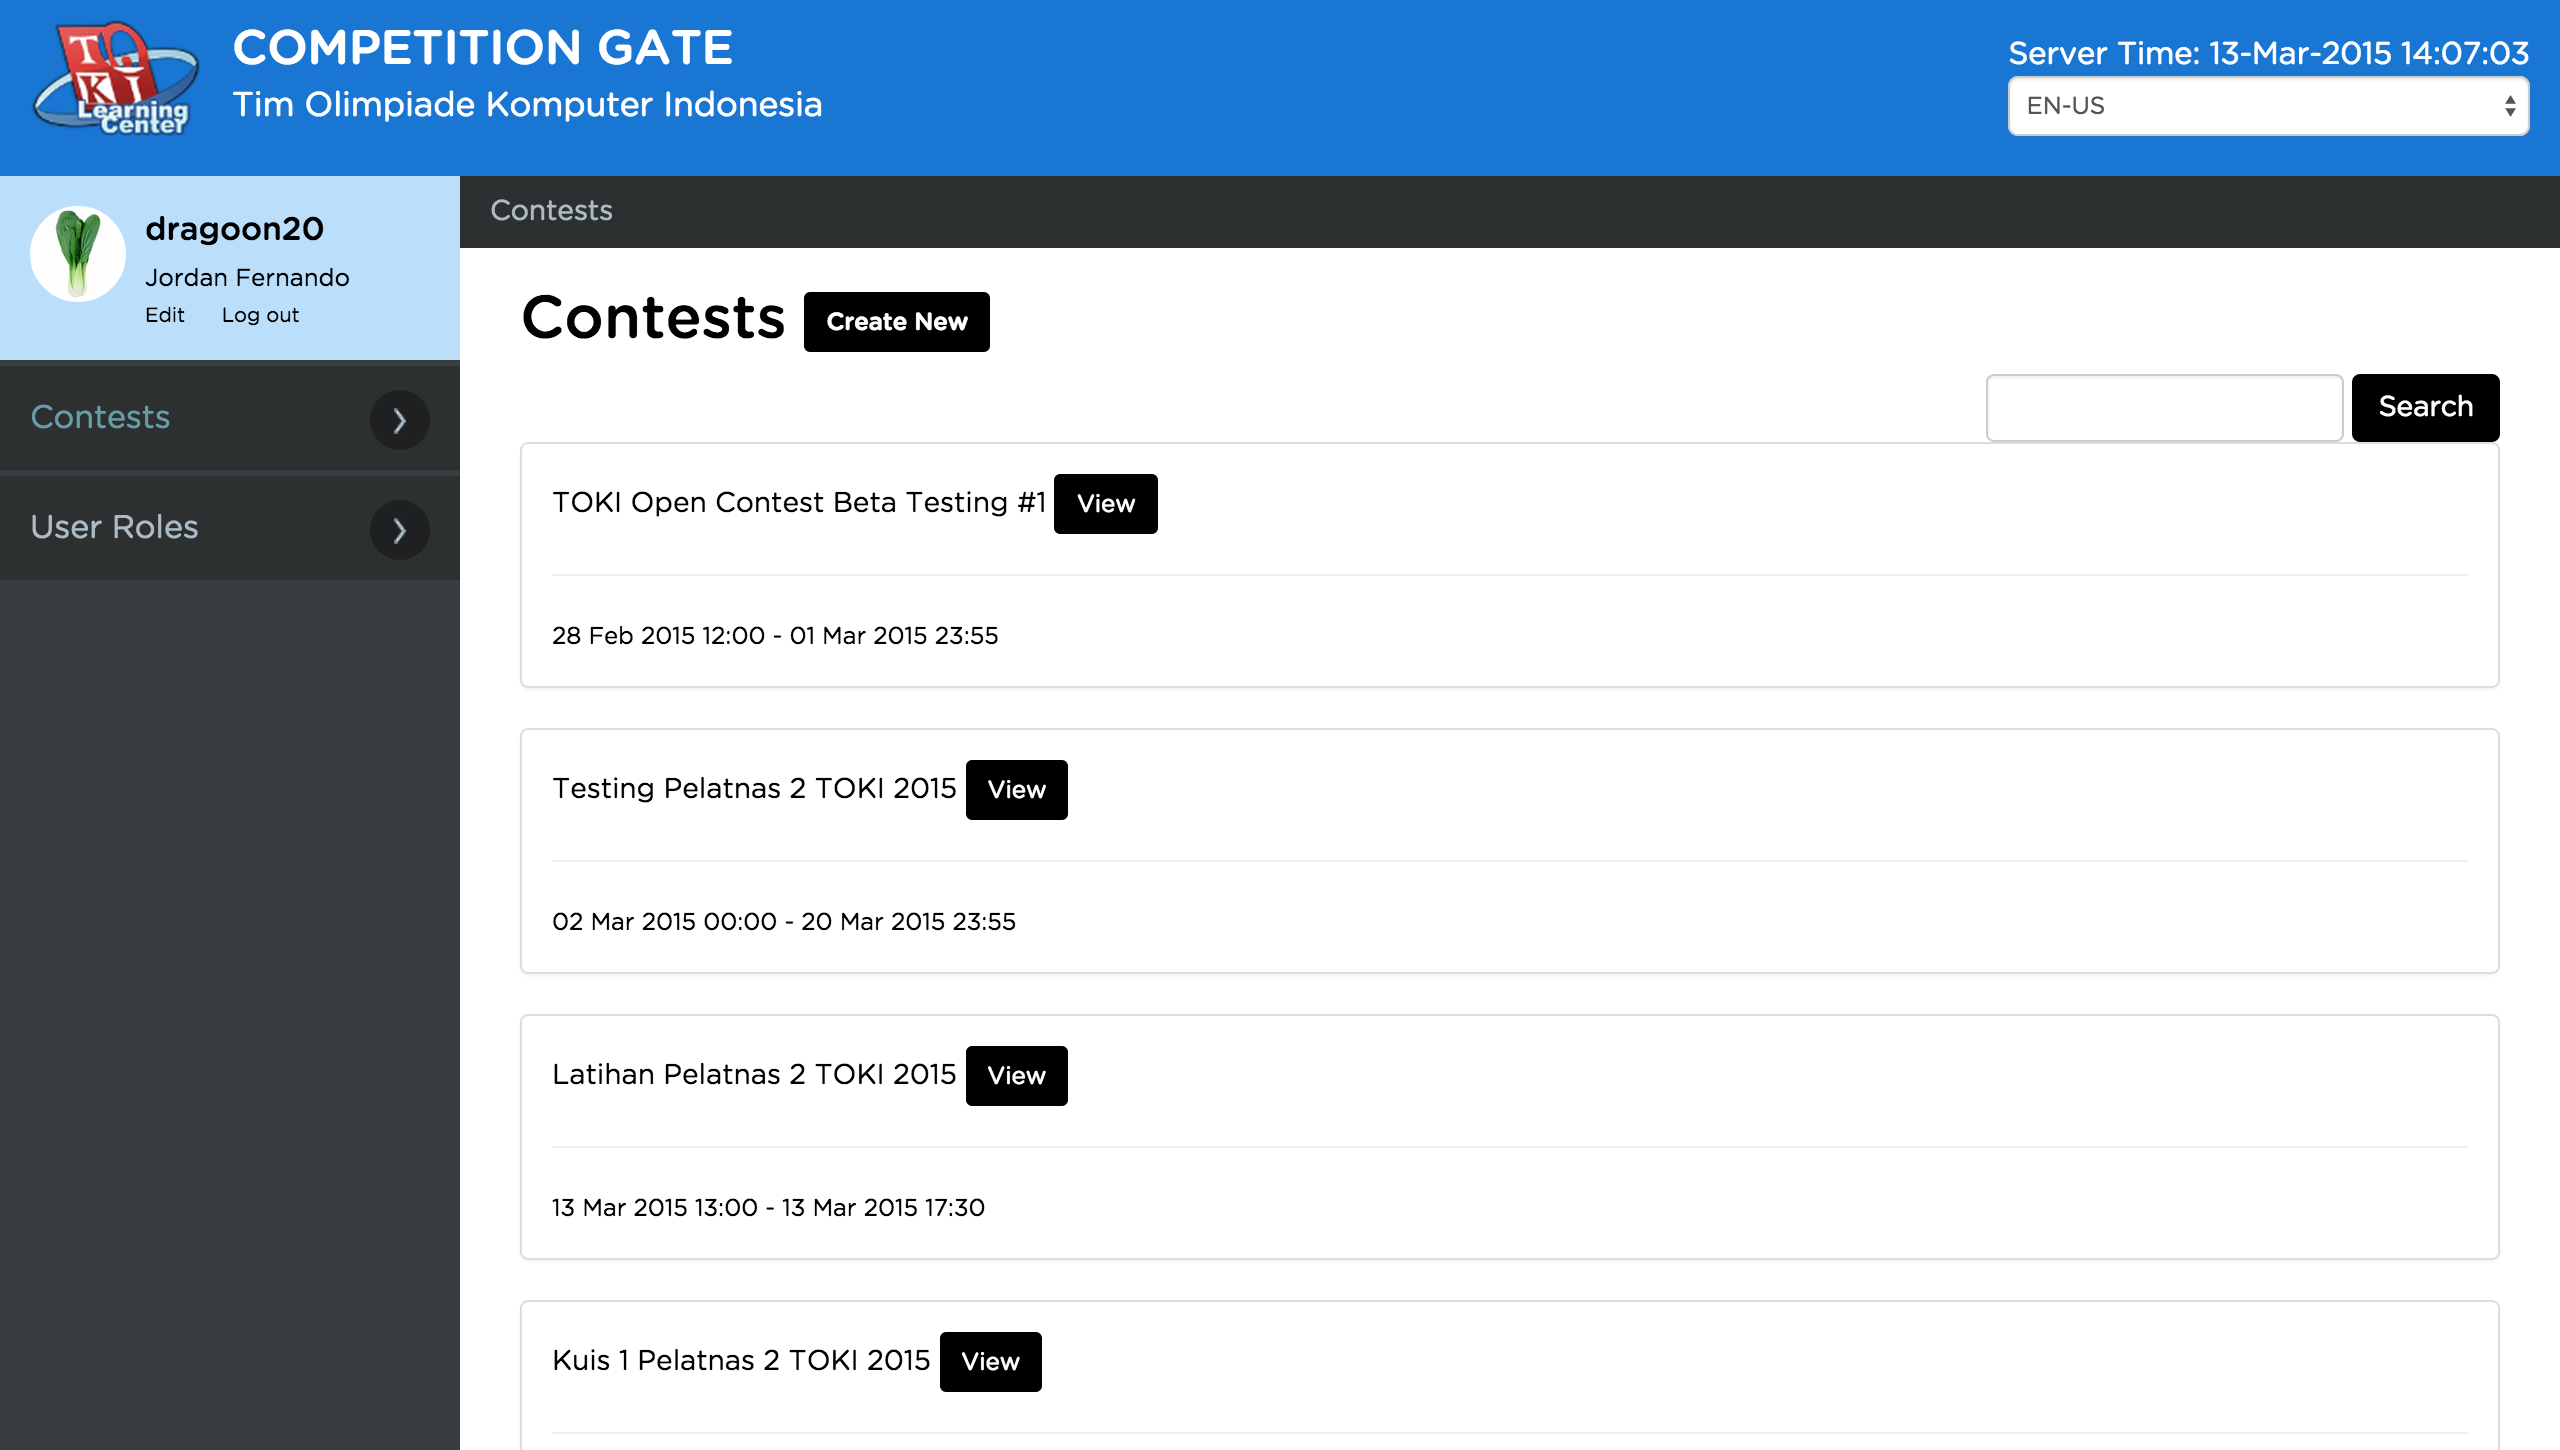 TOKI
Learning
Center
COMPETITION GATE
Tim Olimpiade Komputer Indonesia
Server Time: 13-Mar-2015 14:07:03
EN-US
dragoon20
Jordan Fernando
Edit Log out
Contests
User Roles
Contests
Contests Create New
Search
TOKI Open Contest Beta Testing #1 View
28 Feb 2015 12:00 - 01 Mar 2015 23:55
Testing Pelatnas 2 TOKI 2015 View
02 Mar 2015 00:00 - 20 Mar 2015 23:55
Latihan Pelatnas 2 TOKI 2015 View
13 Mar 2015 13:00 - 13 Mar 2015 17:30
Kuis 1 Pelatnas 2 TOKI 2015 View